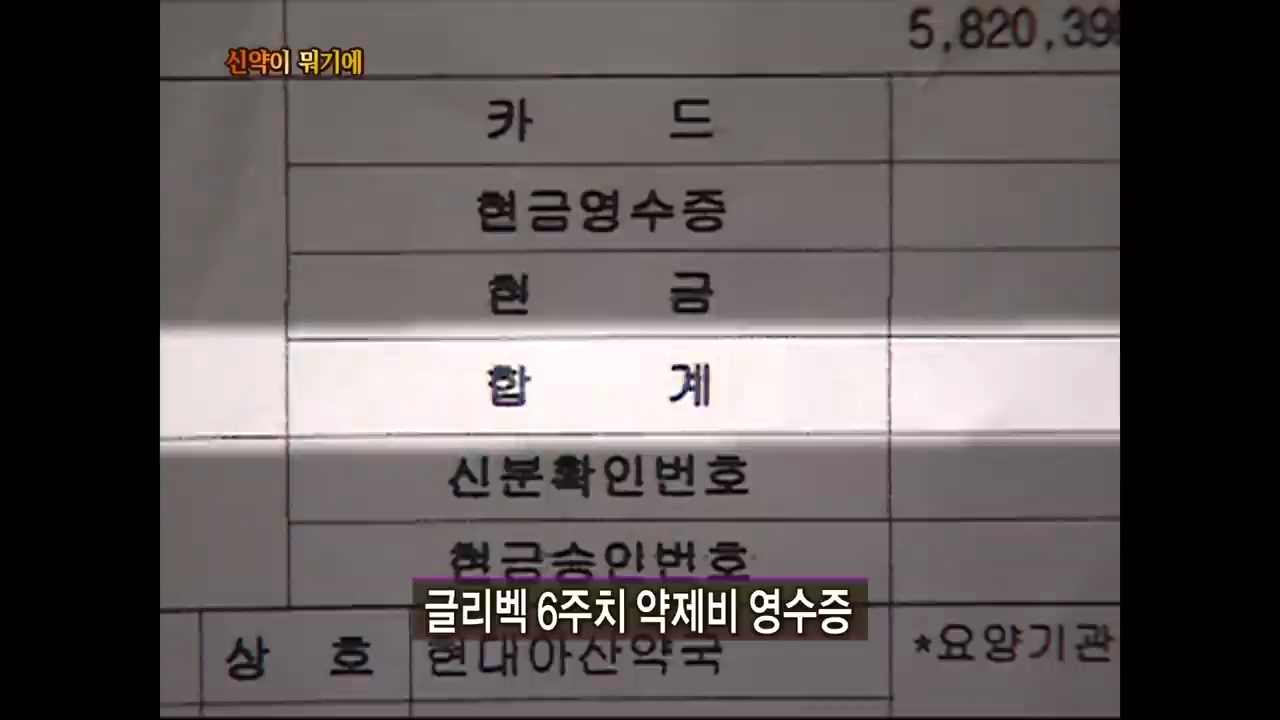 5,820,39
신약이 뭐기에
카 드
현금영수증
현 금
합 계
신분확인번호
현금승인번호
글리벡 6주치 약제비 영수증
상 호 현대아산약국 *요양기관